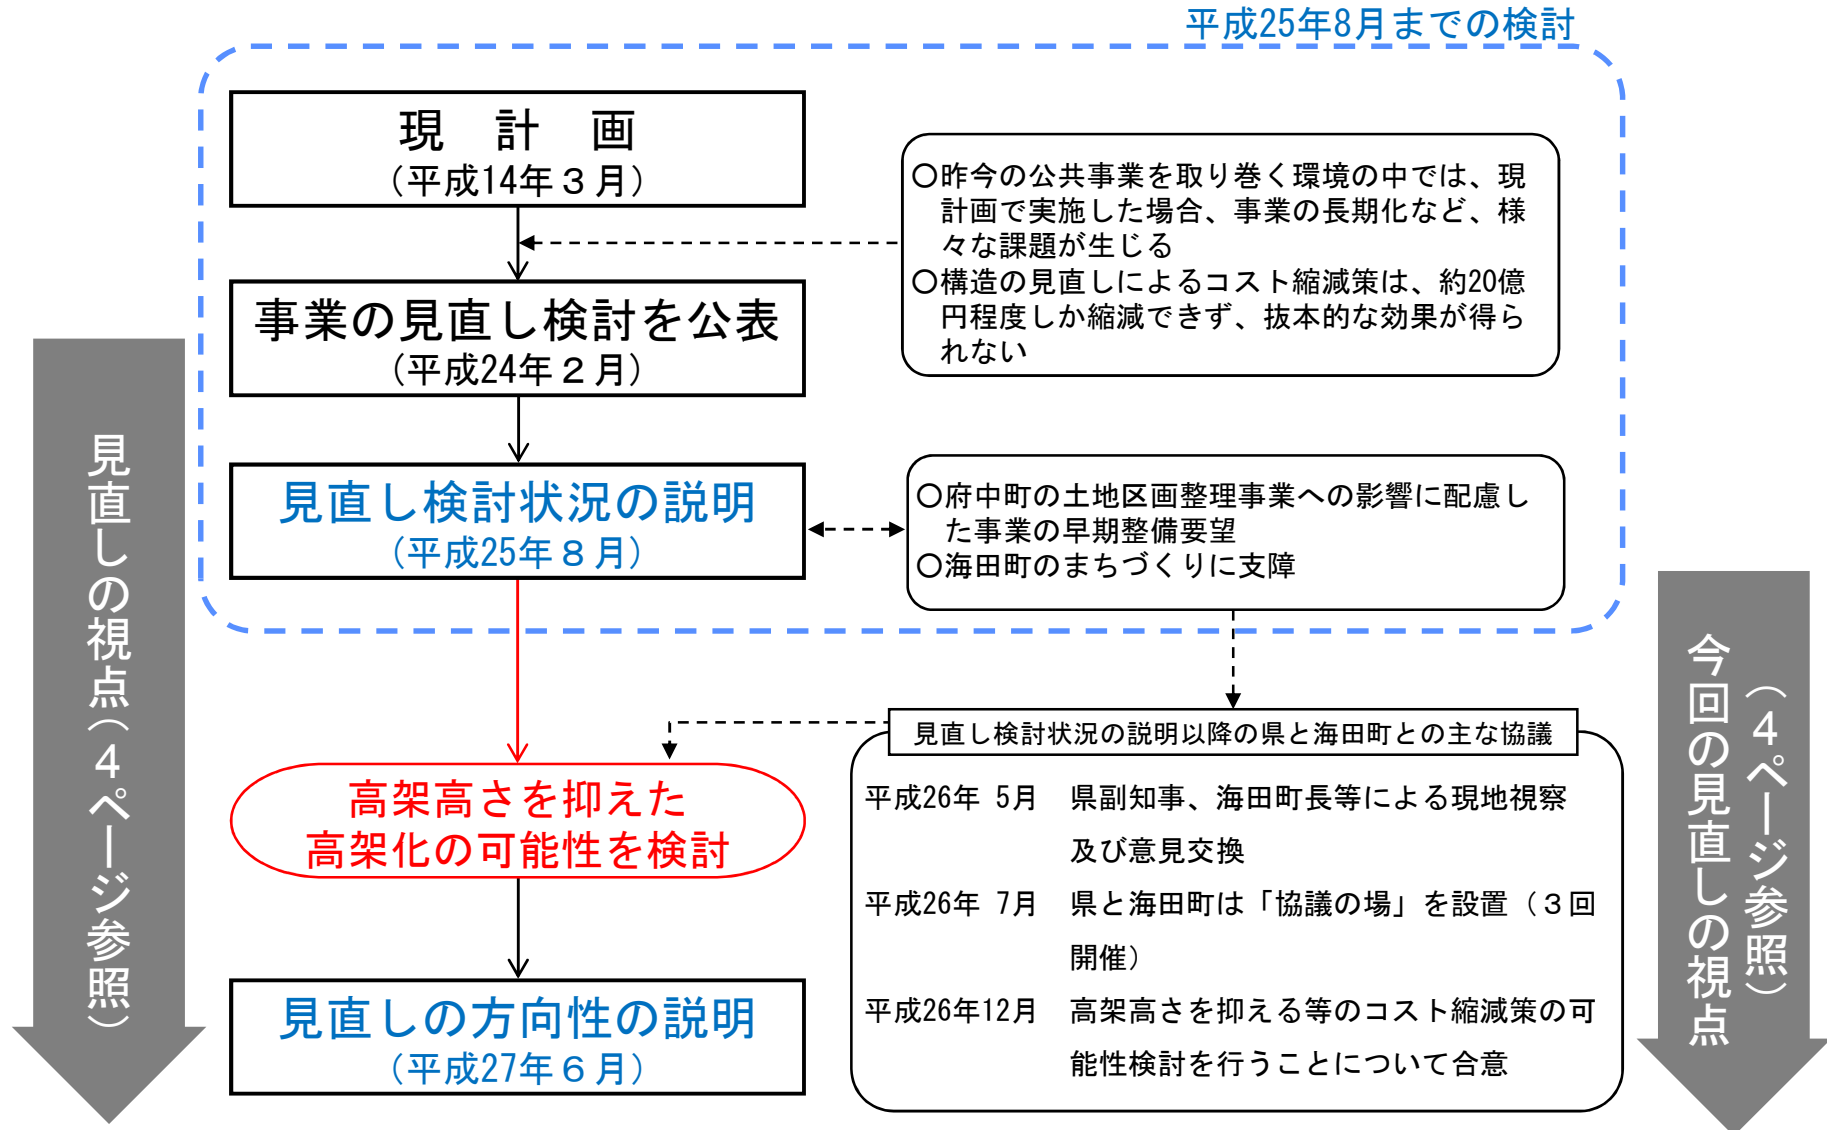 平成25年8月までの検討
現　計　画
（平成14年３月）
〇昨今の公共事業を取り巻く環境の中では、現
計画で実施した場合、事業の長期化など、様
々な課題が生じる
〇構造の見直しによるコスト縮減策は、約20億
円程度しか縮減できず、抜本的な効果が得ら
れない
事業の見直し検討を公表
（平成24年２月）
見直し検討状況の説明
（平成25年８月）
〇府中町の土地区画整理事業への影響に配慮し
た事業の早期整備要望
〇海田町のまちづくりに支障
見直しの視点（４ページ参照）
今回の見直しの視点
（４ページ参照）
高架高さを抑えた
高架化の可能性を検討
見直し検討状況の説明以降の県と海田町との主な協議
平成26年 5月　県副知事、海田町長等による現地視察
及び意見交換
平成26年 7月　県と海田町は「協議の場」を設置（３回
開催）
平成26年12月　高架高さを抑える等のコスト縮減策の可
能性検討を行うことについて合意
見直しの方向性の説明
（平成27年６月）